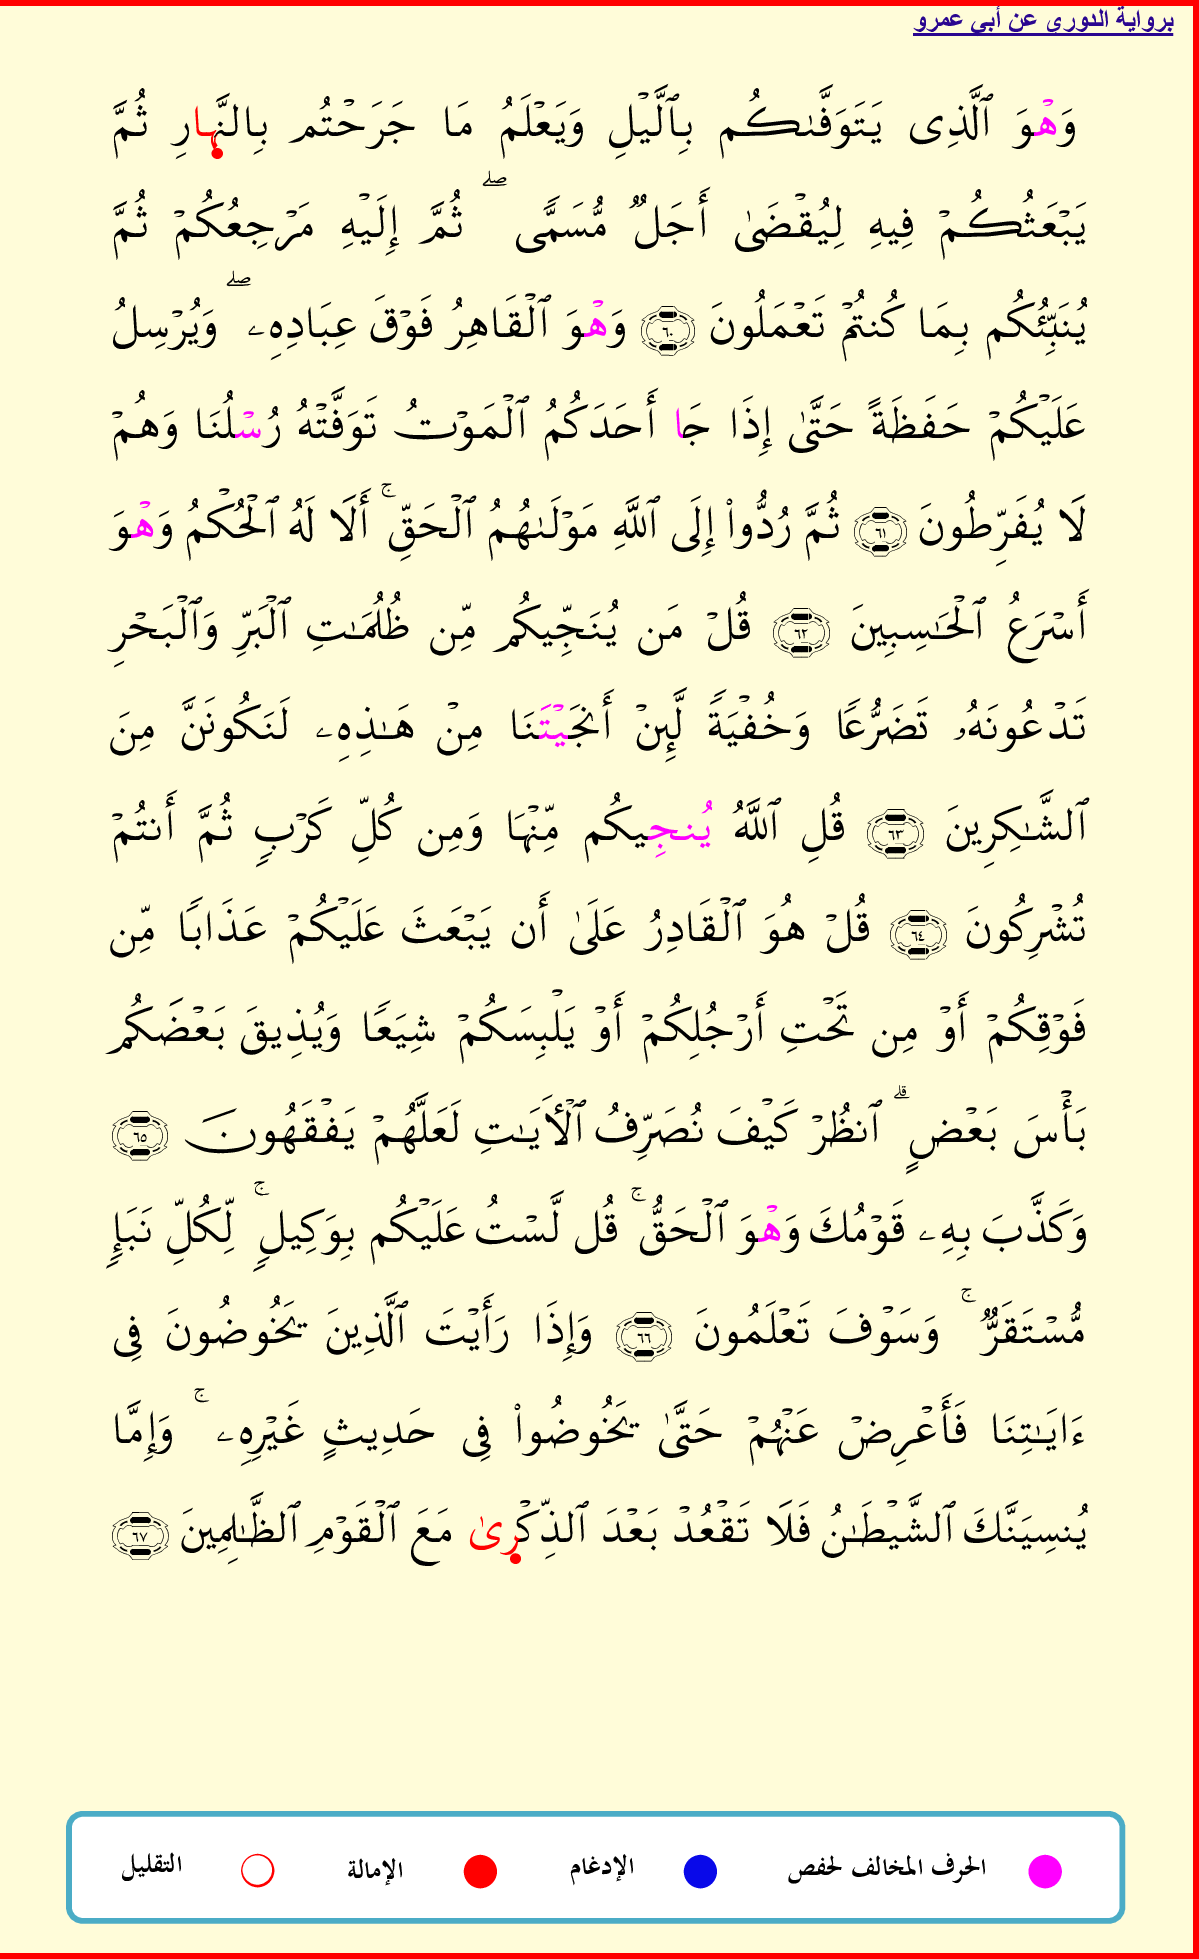 برواية الدوري عن أبي عمرو
وَهْوَ ٱلَّذِى يَتَوَفَّىٰكُم بِٱلَّيْلِ وَيَعْلَمُ مَا جَرَحْتُم بِالنَّهارِ ثُمَّ
يَبْعَثُكُمْ فِيهِ لِيُقْضَىٰ أَجَلٌ مُّسَمًّى ۖ ثُمَّ إِلَيْهِ مَرْجِعُكُمْ ثُمَّ
يُنَبِّئُكُم بِمَا كُنتُمْ تَعْمَلُونَ ٦٠ وَهْوَ ٱلْقَاهِرُ فَوْقَ عِبَادِهِۦ ۖ وَيُرْسِلُ
عَلَيْكُمْ حَفَظَةً حَتَّىٰ إِذَا جَا أَحَدَكُمُ ٱلْمَوْتُ تَوَفَّتْهُ رُسْلُنَا وَهُمْ
لَا يُفَرِّطُونَ ٦١ ثُمَّ رُدُّوا۟ إِلَى ٱللَّهِ مَوْلَىٰهُمُ ٱلْحَقِّ ۚ أَلَا لَهُ ٱلْحُكْمُ وَهْوَ
أَسْرَعُ ٱلْحَـٰسِبِينَ ٦٢ قُلْ مَن يُنَجِّيكُم مِّن ظُلُمَـٰتِ ٱلْبَرِّ وَٱلْبَحْرِ
تَدْعُونَهُۥ تَضَرُّعًا وَخُفْيَةً لَّئِنْ أَنجَيْتَنَا مِنْ هَـٰذِهِۦ لَنَكُونَنَّ مِنَ
ٱلشَّـٰكِرِينَ ٦٣ قُلِ ٱللَّهُ يُنجِيكُم مِّنْهَا وَمِن كُلِّ كَرْبٍ ثُمَّ أَنتُمْ
تُشْرِكُونَ ٦٤ قُلْ هُوَ ٱلْقَادِرُ عَلَىٰ أَن يَبْعَثَ عَلَيْكُمْ عَذَابًا مِّن
فَوْقِكُمْ أَوْ مِن تَحْتِ أَرْجُلِكُمْ أَوْ يَلْبِسَكُمْ شِيَعًا وَيُذِيقَ بَعْضَكُم
بَأْسَ بَعْضٍ ۗ ٱنظُرْ كَيْفَ نُصَرِّفُ ٱلْأَيَـٰتِ لَعَلَّهُمْ يَفْقَهُونَ ٦٥
وَكَذَّبَ بِهِۦ قَوْمُكَ وَهْوَ ٱلْحَقُّ ۚ قُل لَّسْتُ عَلَيْكُم بِوَكِيلٍ ۚ لِّكُلِّ نَبَإٍ
مُّسْتَقَرٌّ ۚ وَسَوْفَ تَعْلَمُونَ ٦٦ وَإِذَا رَأَيْتَ ٱلَّذِينَ يَخُوضُونَ فِى
ءَايَـٰتِنَا فَأَعْرِضْ عَنْهُمْ حَتَّىٰ يَخُوضُوا۟ فِى حَدِيثٍ غَيْرِهِۦ ۚ وَإِمَّا
يُنسِيَنَّكَ ٱلشَّيْطَـٰنُ فَلَا تَقْعُدْ بَعْدَ ٱلذِّكْرِىٰ مَعَ ٱلْقَوْمِ ٱلظَّـٰلِمِينَ ٦٧
الحرف المخالف لحفص الإدغام الإمالة التقليل